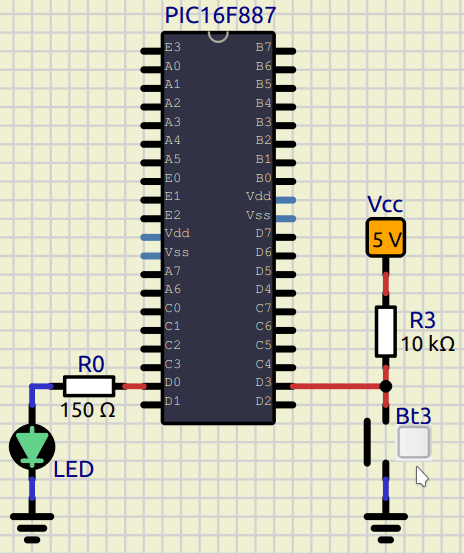 PIC16F887
E3 B7
A0 B6
A1 B5
A2 B4
A3 B3
A4 B2
A5 B1
E0 B0
E1 Vdd
E2 Vss
Vdd D7
Vss D6
A7 D5
A6 D4
C0 C7
C1 C6
C2 C5
C3 C4
D0 D3
D1 D2
Vcc
5 V
R3
10 kΩ
R0
150 Ω
Bt3
LED